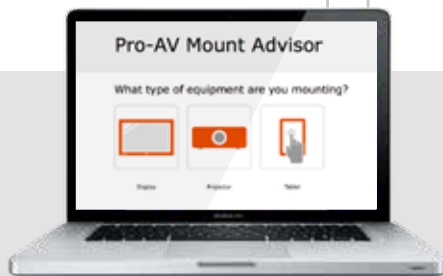 Pro-AV Mount Advisor
What type of equipment are you mounting?
Display
Projector
Tablet